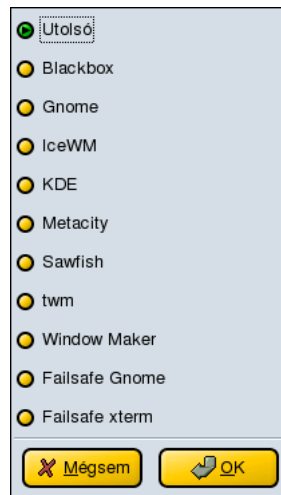 Utolsó
Blackbox
Gnome
IceWM
KDE
Metacity
Sawfish
twm
Window Maker
Failsafe Gnome
Failsafe xterm
Mégsem OK